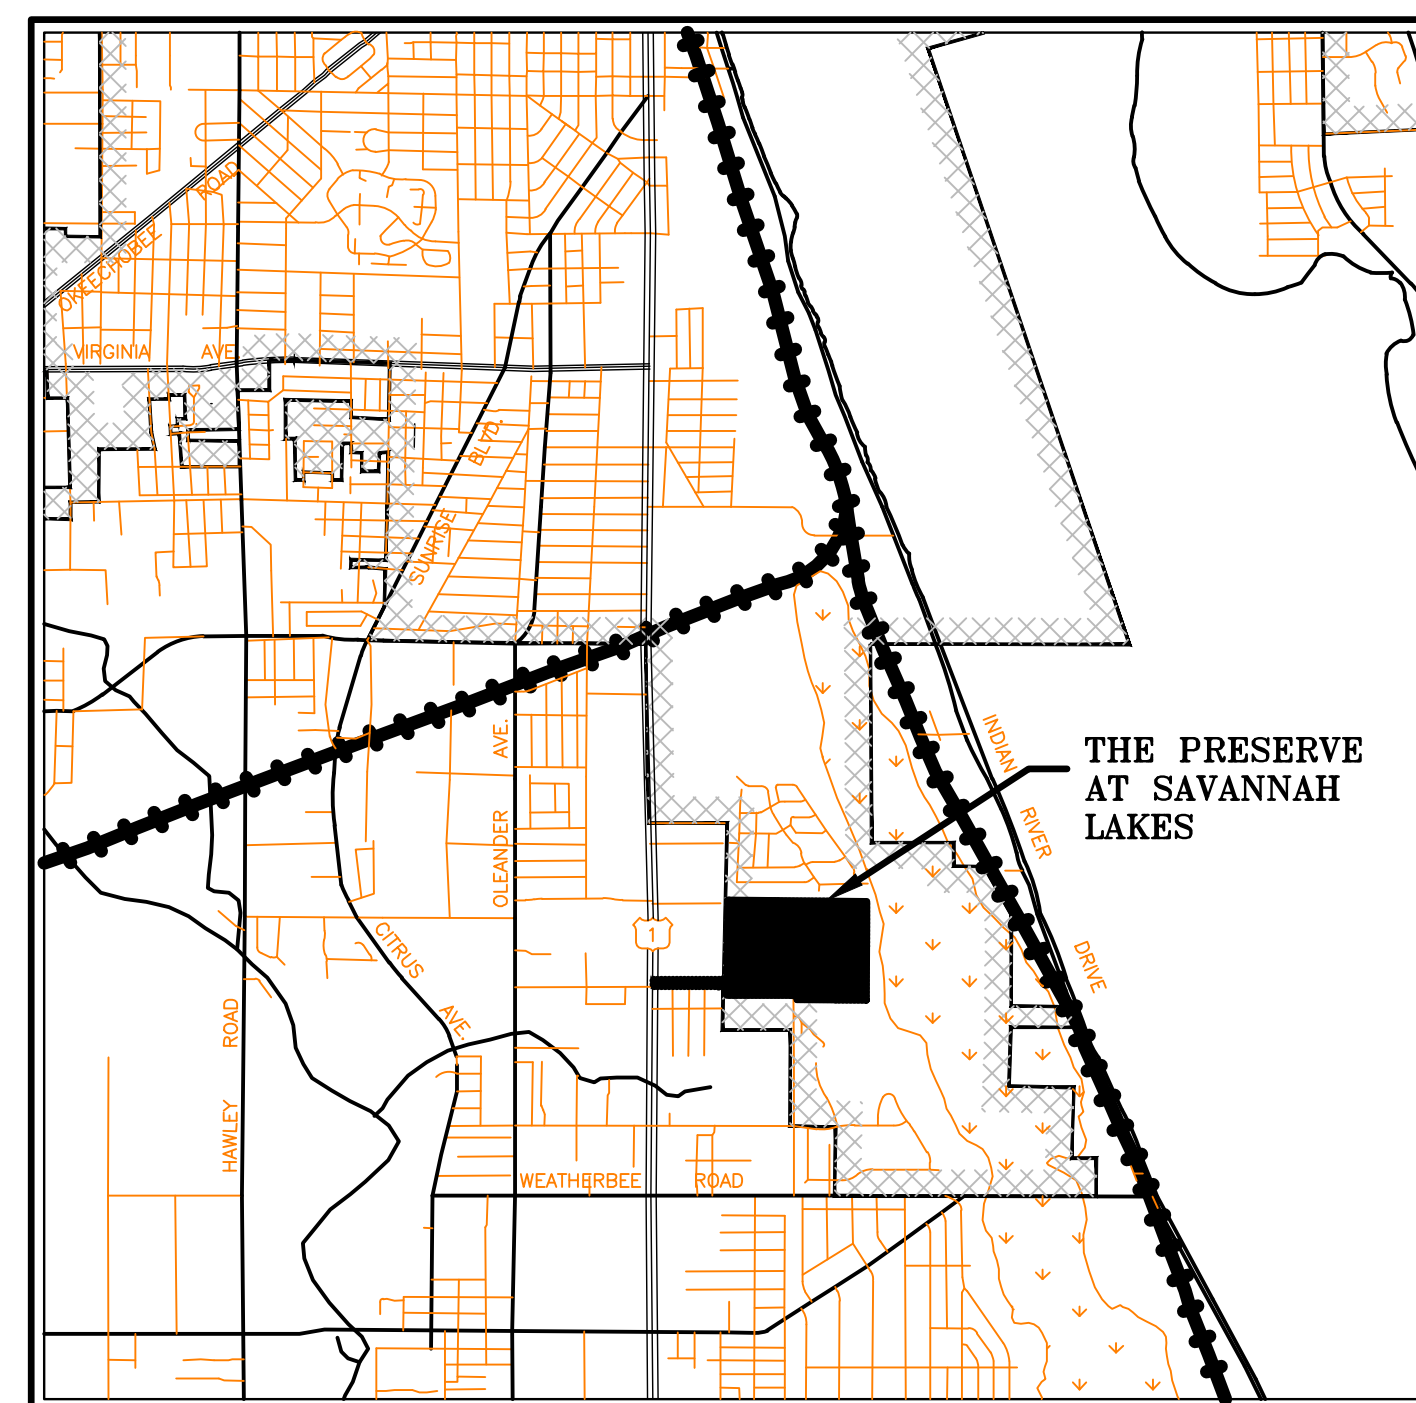 OKEECHOBEE ROAD
VIRGINIA AVE
SUNRISE BLVD.
INDIAN RIVER DRIVE
THE PRESERVE
AT SAVANNAH
LAKES
OLEANDER AVE.
1
CITRUS AVE.
HAWLEY ROAD
WEATHERBEE ROAD